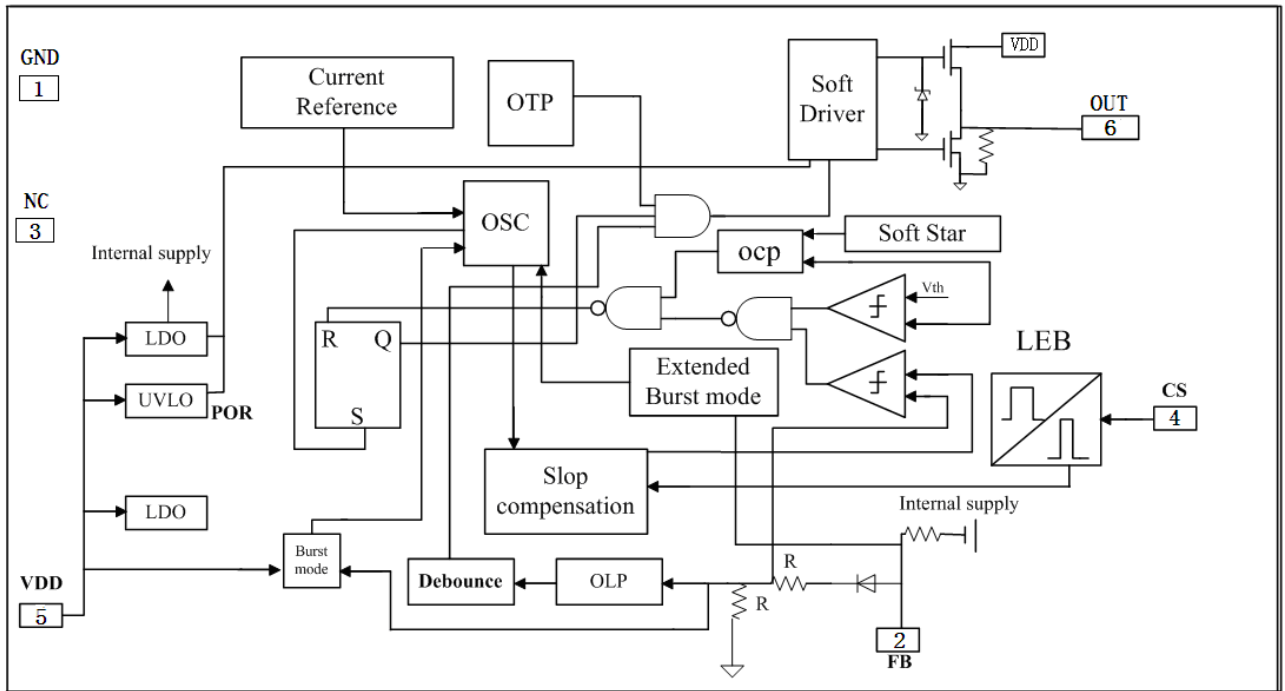 GND
1
Current
Reference
OTP
Soft
Driver
VDD
OUT
6
NC
3
OSC
Soft Star
ocp
Internal supply
Vth
LDO
R Q
S
Extended
Burst mode
LEB
UVLO
POR
CS
4
Slop
compensation
LDO
Internal supply
Burst
mode
VDD
5
Debounce
OLP
R
R
2
FB